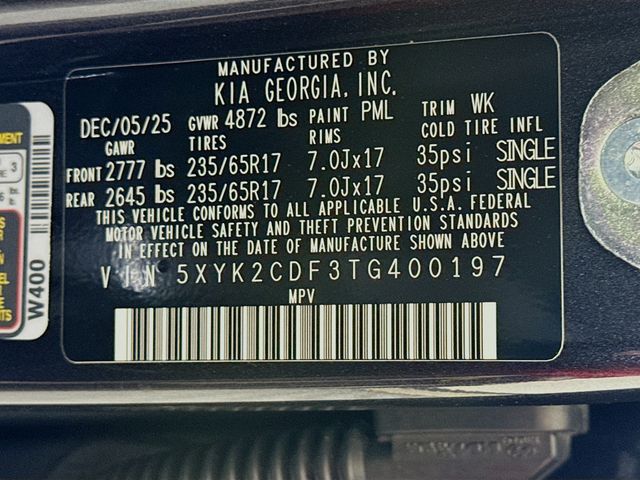 MANUFACTURED BY
KIA GEORGIA, INC.
DEC/05/25 GVWR 4872 lbs PAINT PML TRIM WK
GAWR TIRES RIMS COLD TIRE INFL
FRONT 2777 lbs 235/65R17 7.0Jx17 35psi SINGLE
REAR 2645 lbs 235/65R17 7.0Jx17 35psi SINGLE
THIS VEHICLE CONFORMS TO ALL APPLICABLE U.S.A. FEDERAL
MOTOR VEHICLE SAFETY AND THEFT PREVENTION STANDARDS
IN EFFECT ON THE DATE OF MANUFACTURE SHOWN ABOVE
VIN 5XYK2CDF3TG400197
MPV
W400